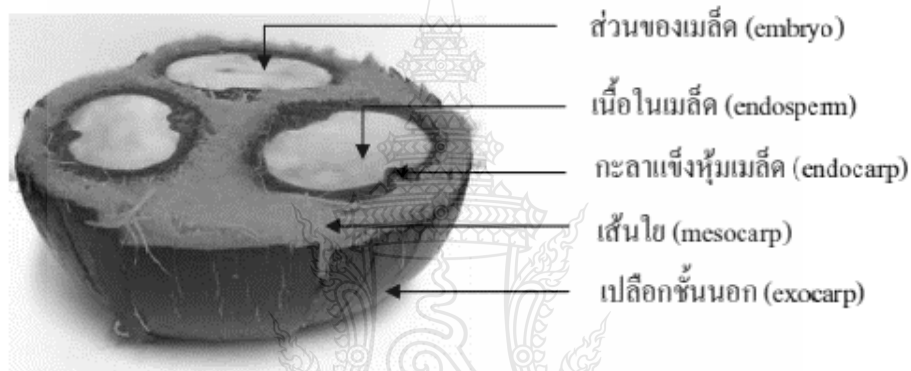 ส่วนของเมล็ด (embryo)
เนื้อในเมล็ด (endosperm)
กะลาแข็งหุ้มเมล็ด (endocarp)
เส้นใย (mesocarp)
เปลือกชั้นนอก (exocarp)